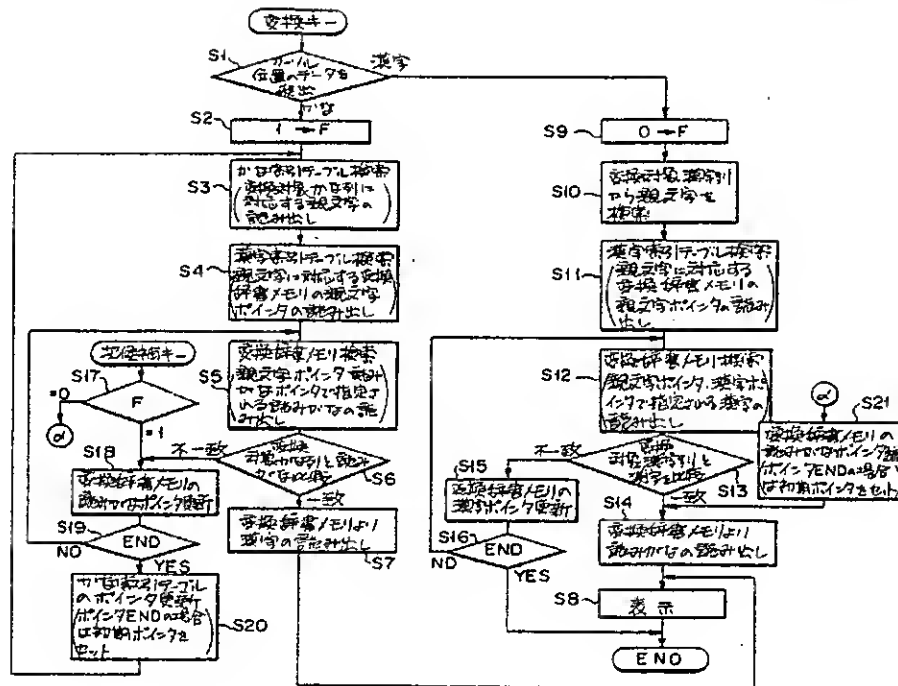 変換キー
S1
カーソル
位置のデータを
検出
漢字
かな
S2
1→F
S3
かな索引テーブル検索
変換対象かな列に
対応する親文字の
読み出し
S4
漢字索引テーブル検索
親文字に対応する変換
辞書メモリの親文字
ポインタの読み出し
次候補キー
S17
F
=0
α
=1
S5
変換辞書メモリ検索
親文字ポインタ、読み
かなポインタで指定さ
れる読みかなの読
み出し
不一致
変換
対象かな列と読み
かな比較
S6
一致
S18
変換辞書メモリの
読みかなポインタ更新
S19
END
NO
YES
変換辞書メモリより
漢字の読み出し
S7
かな索引テーブル
のポインタ更新
ポインタENDの場合
は初期ポインタを
セット
S20
S9
0→F
S10
変換対象漢字列
から親文字を
検索
S11
漢字索引テーブル検索
親文字に対応する
変換辞書メモリの
親文字ポインタの読み
出し
S12
変換辞書メモリ検索
親文字ポインタ、漢字ポ
インタで指定される漢字の
読み出し
不一致
変換
対象漢字列と
漢字を比較
S13
一致
S15
変換辞書メモリの
漢字ポインタ更新
S16
END
NO
YES
S14
変換辞書メモリより
読みかなの読み出し
α
S21
変換辞書メモリの
読みかなポインタ
ポインタENDの場合
は初期ポインタをセット
S8
表示
END